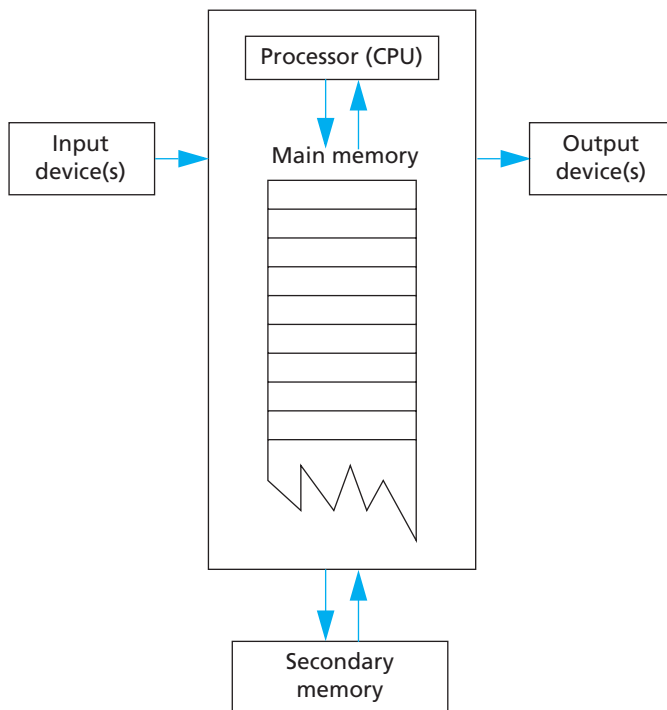 Processor (CPU)
Input
device(s)
Main memory
Output
device(s)
Secondary
memory